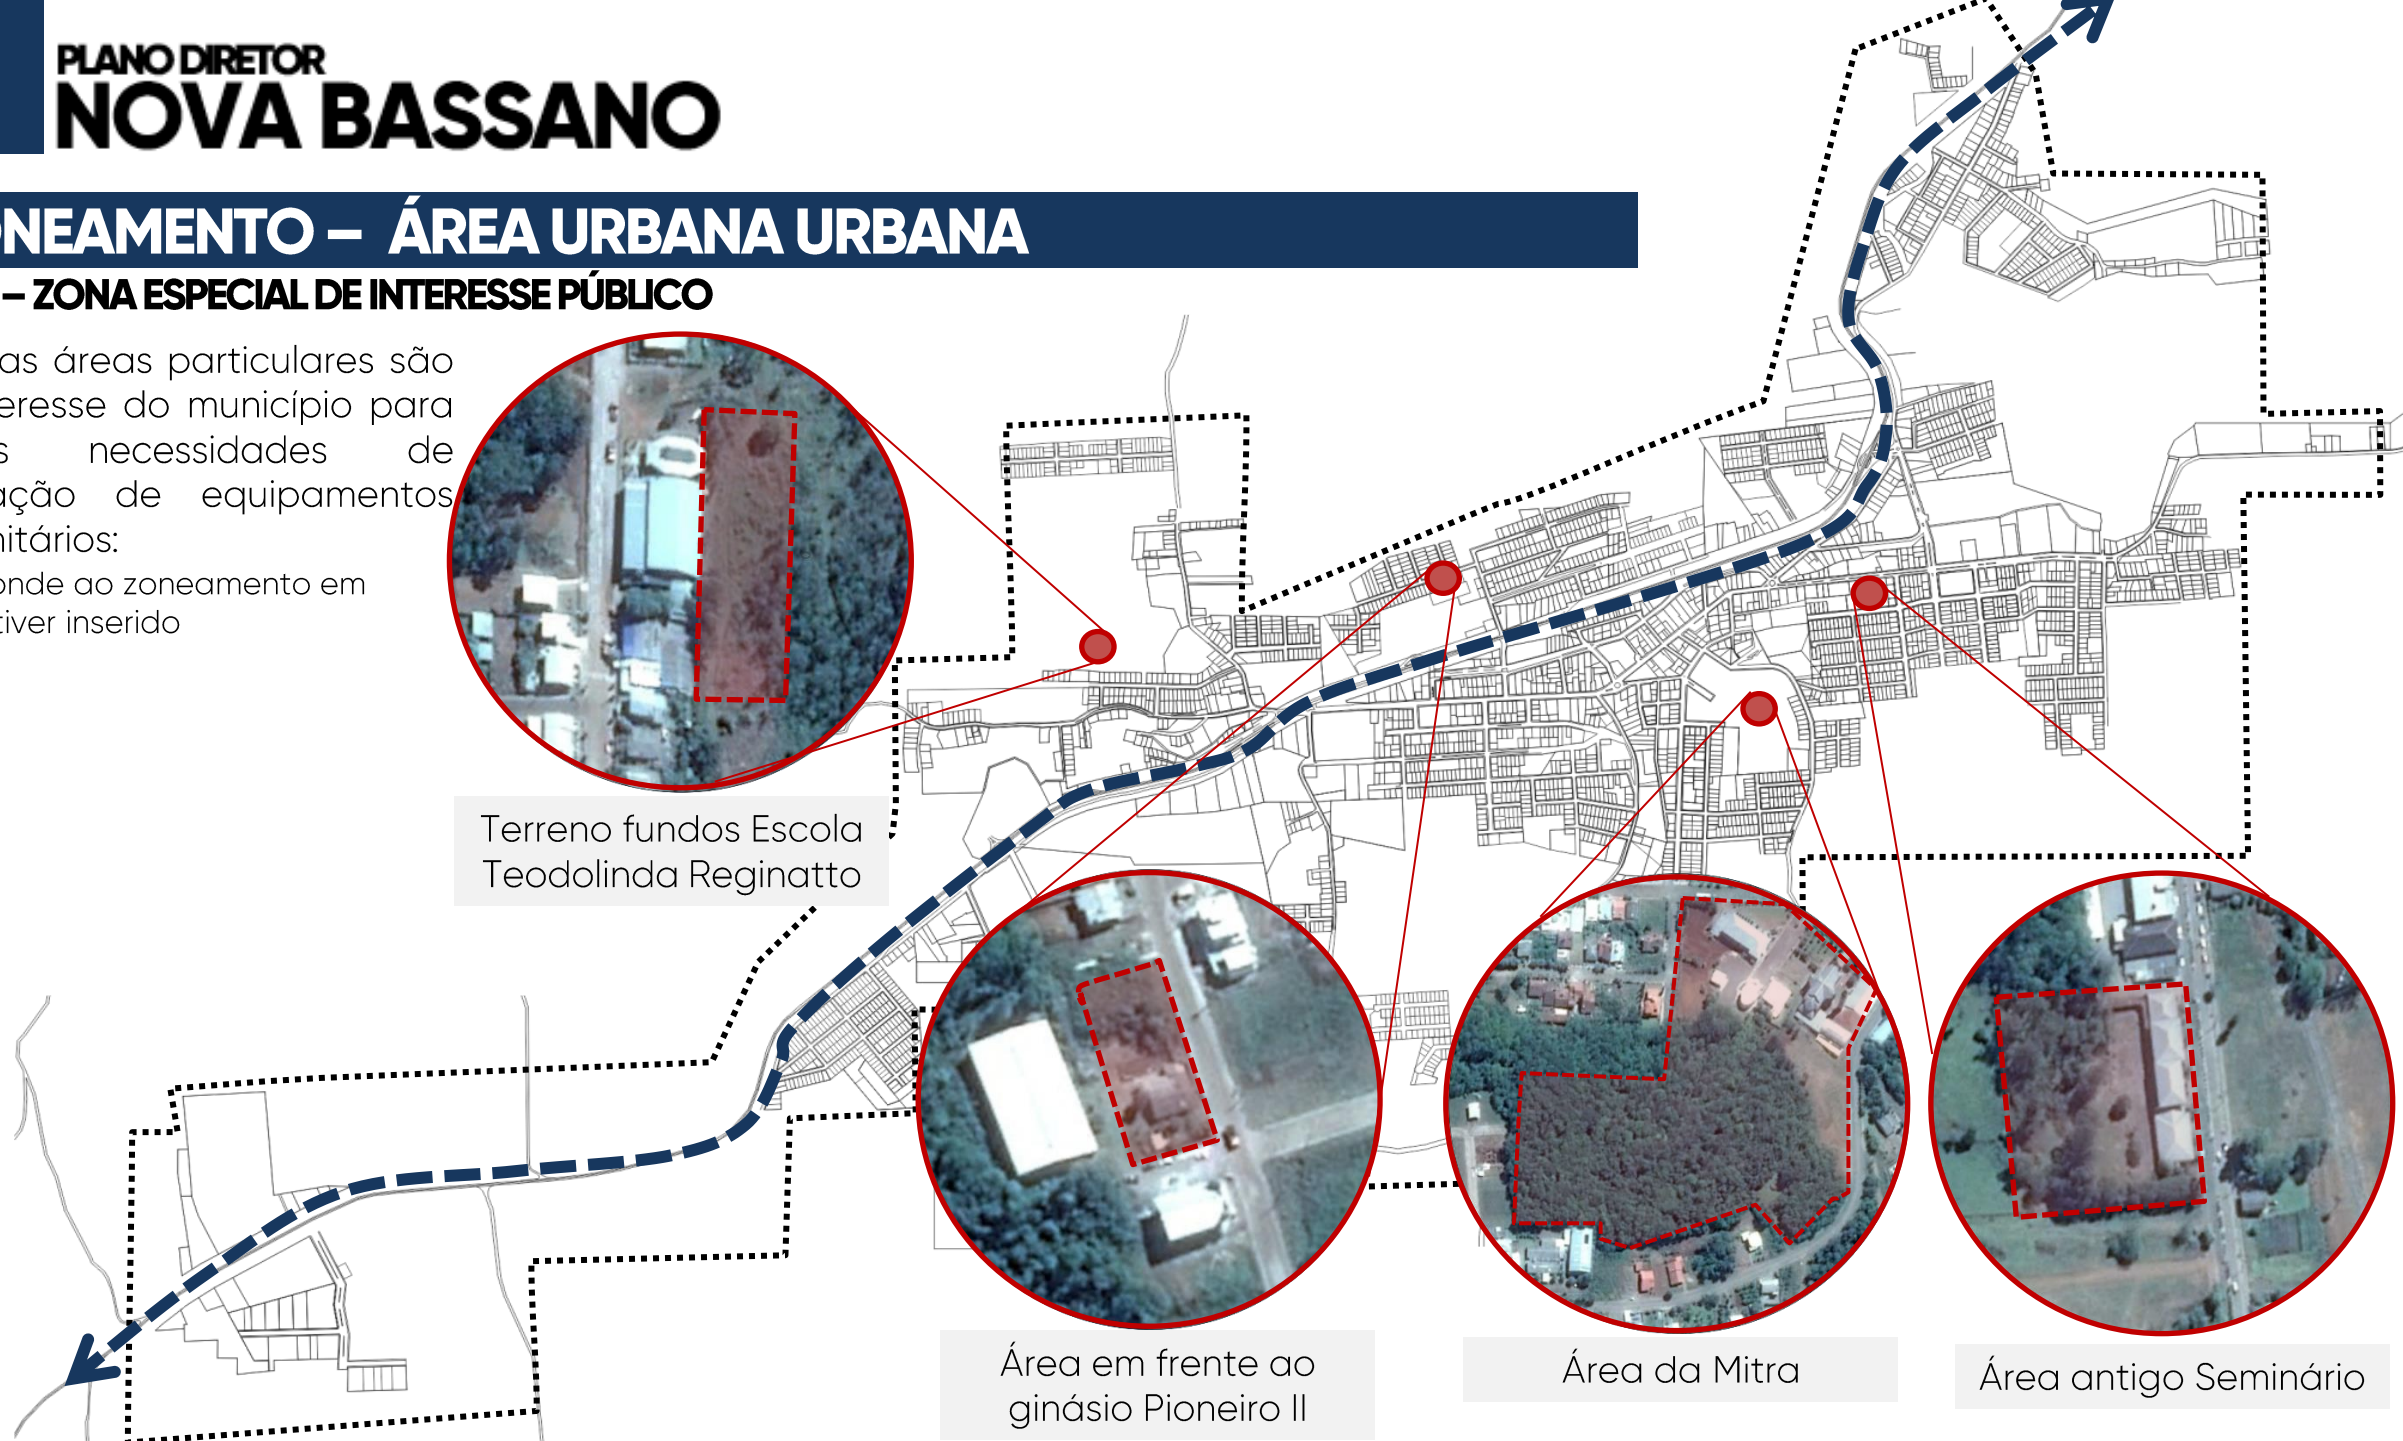 PLANO DIRETOR
NOVA BASSANO
ONEAMENTO – ÁREA URBANA URBANA
– ZONA ESPECIAL DE INTERESSE PÚBLICO
as áreas particulares são
eresse do município para
s necessidades de
ação de equipamentos
nitários:
onde ao zoneamento em
tiver inserido
Terreno fundos Escola
Teodolinda Reginatto
Área em frente ao
ginásio Pioneiro II
Área da Mitra
Área antigo Seminário